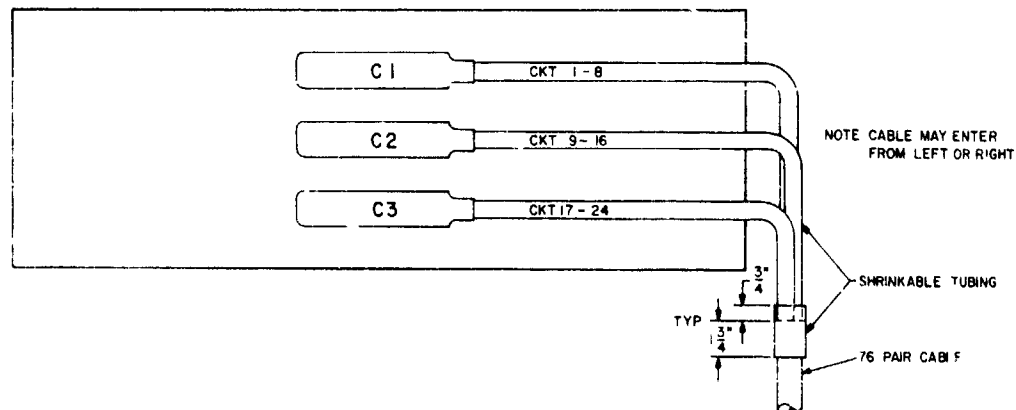 C1
CKT 1-8
C2
CKT 9-16
NOTE CABLE MAY ENTER
FROM LEFT OR RIGHT
C3
CKT 17-24
3/4"
SHRINKABLE TUBING
TYP
3/4"
76 PAIR CABLE